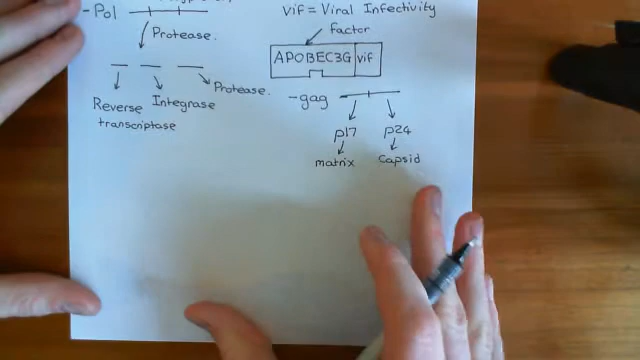 - Pol
Protease.
Reverse
transcriptase
Integrase
Protease.
Vif = Viral Infectivity
factor
APOBEC3G vif
- gag
p17
p24
matrix
capsid